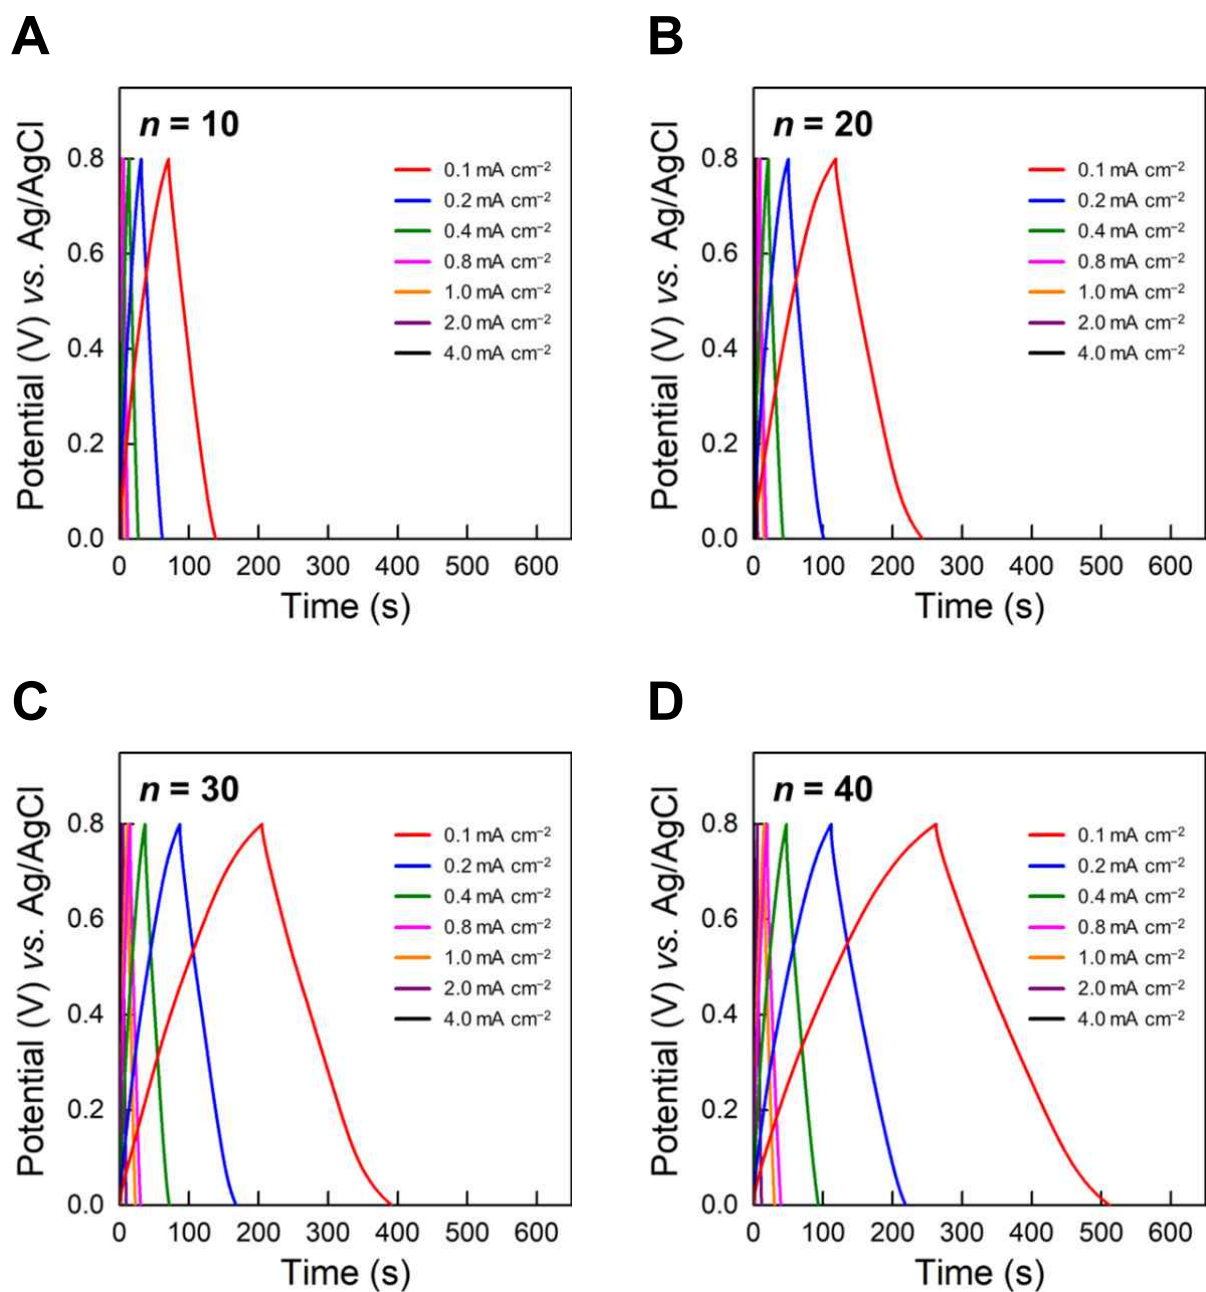 A
n = 10
Potential (V) vs. Ag/AgCl
0.8
0.6
0.4
0.2
0.0
0.1 mA cm⁻²
0.2 mA cm⁻²
0.4 mA cm⁻²
0.8 mA cm⁻²
1.0 mA cm⁻²
2.0 mA cm⁻²
4.0 mA cm⁻²
0 100 200 300 400 500 600
Time (s)
B
n = 20
Potential (V) vs. Ag/AgCl
0.8
0.6
0.4
0.2
0.0
0.1 mA cm⁻²
0.2 mA cm⁻²
0.4 mA cm⁻²
0.8 mA cm⁻²
1.0 mA cm⁻²
2.0 mA cm⁻²
4.0 mA cm⁻²
0 100 200 300 400 500 600
Time (s)
C
n = 30
Potential (V) vs. Ag/AgCl
0.8
0.6
0.4
0.2
0.0
0.1 mA cm⁻²
0.2 mA cm⁻²
0.4 mA cm⁻²
0.8 mA cm⁻²
1.0 mA cm⁻²
2.0 mA cm⁻²
4.0 mA cm⁻²
0 100 200 300 400 500 600
Time (s)
D
n = 40
Potential (V) vs. Ag/AgCl
0.8
0.6
0.4
0.2
0.0
0.1 mA cm⁻²
0.2 mA cm⁻²
0.4 mA cm⁻²
0.8 mA cm⁻²
1.0 mA cm⁻²
2.0 mA cm⁻²
4.0 mA cm⁻²
0 100 200 300 400 500 600
Time (s)